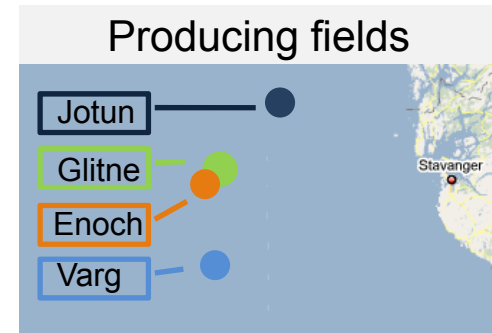 Producing fields
Jotun
Stavanger
Glitne
Enoch
Varg